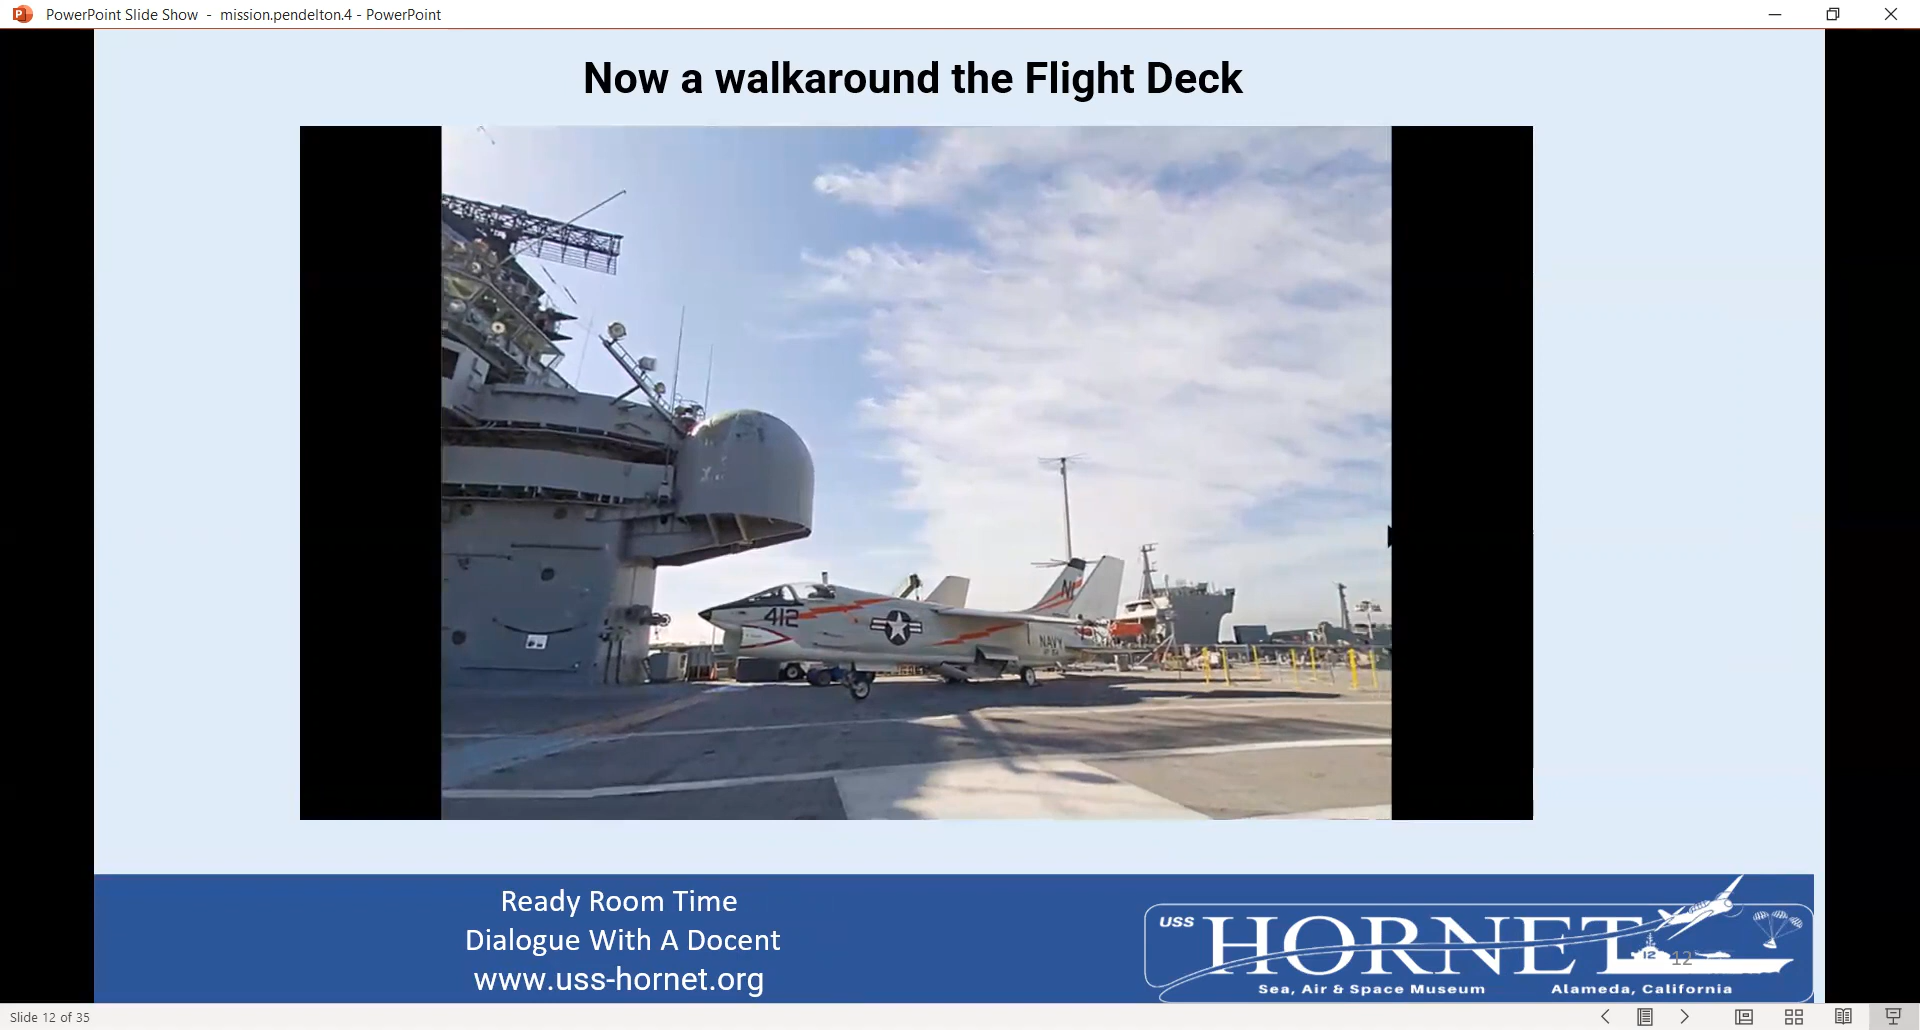 PowerPoint Slide Show - mission.pendelton.4 - PowerPoint
Now a walkaround the Flight Deck
412
NAVY
Ready Room Time
Dialogue With A Docent
www.uss-hornet.org
USS
HORNET
12
Sea, Air & Space Museum Alameda, California
Slide 12 of 35